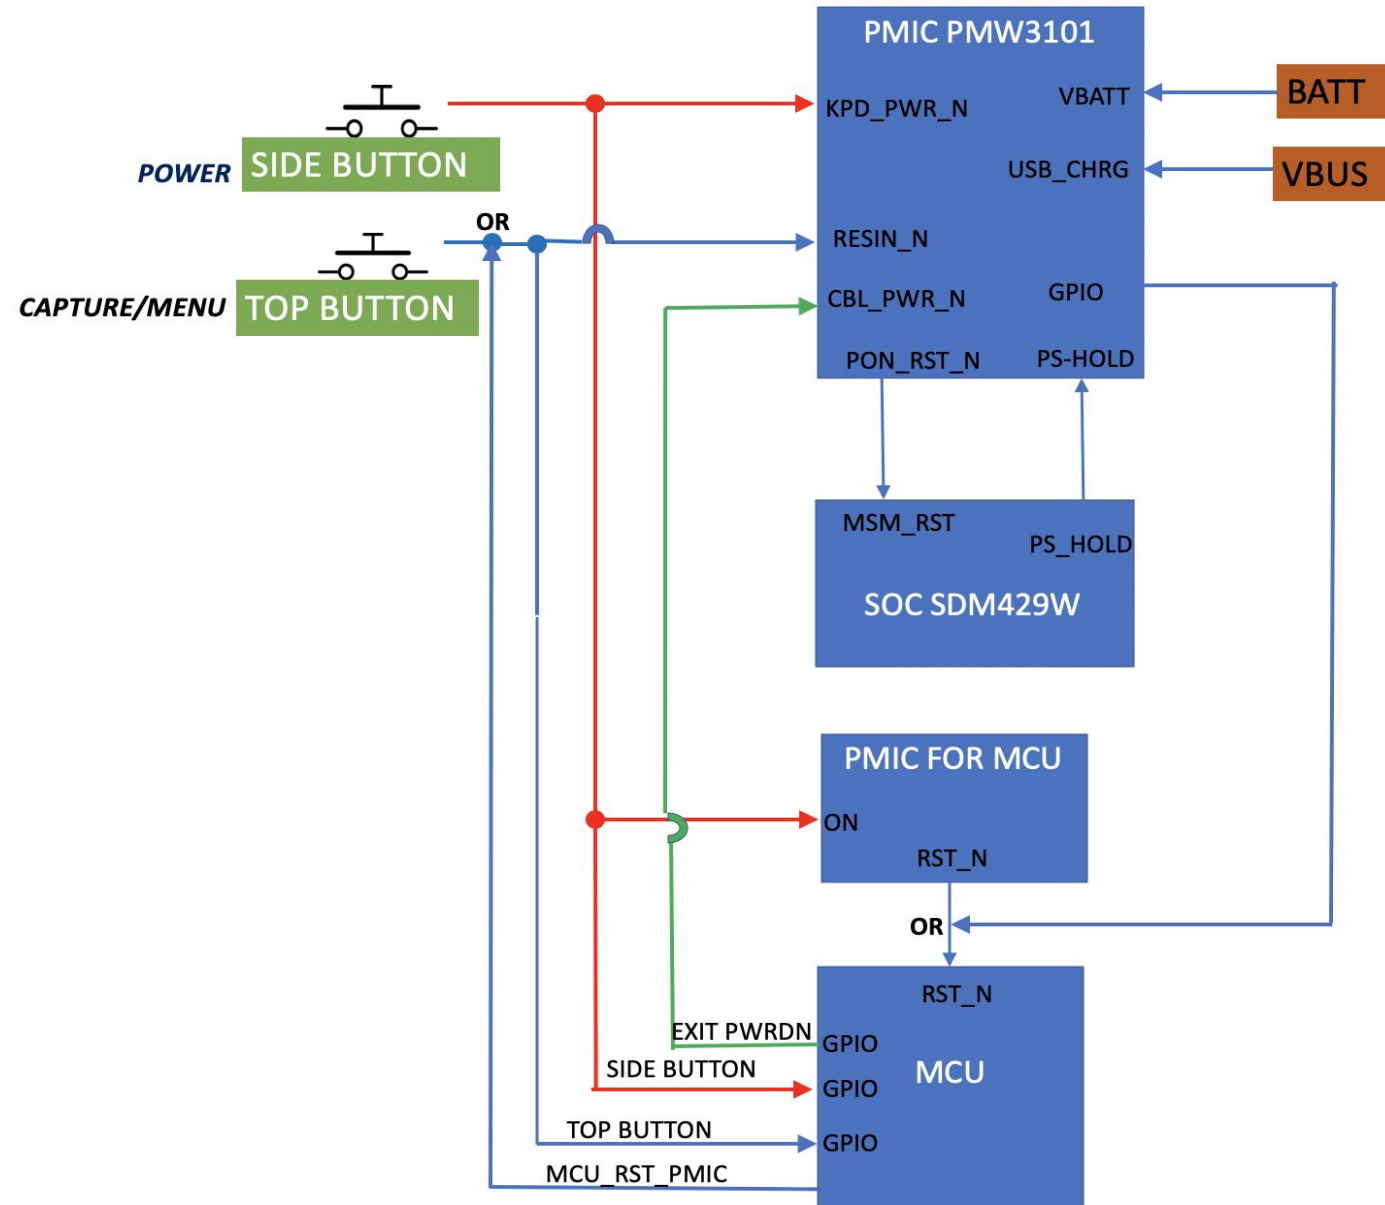 PMIC PMW3101
KPD_PWR_N
VBATT
BATT
POWER
SIDE BUTTON
USB_CHRG
VBUS
OR
RESIN_N
CAPTURE/MENU
TOP BUTTON
CBL_PWR_N
GPIO
PON_RST_N
PS-HOLD
MSM_RST
PS_HOLD
SOC SDM429W
PMIC FOR MCU
ON
RST_N
OR
RST_N
EXIT PWRDN
GPIO
SIDE BUTTON
GPIO
MCU
TOP BUTTON
GPIO
MCU_RST_PMIC